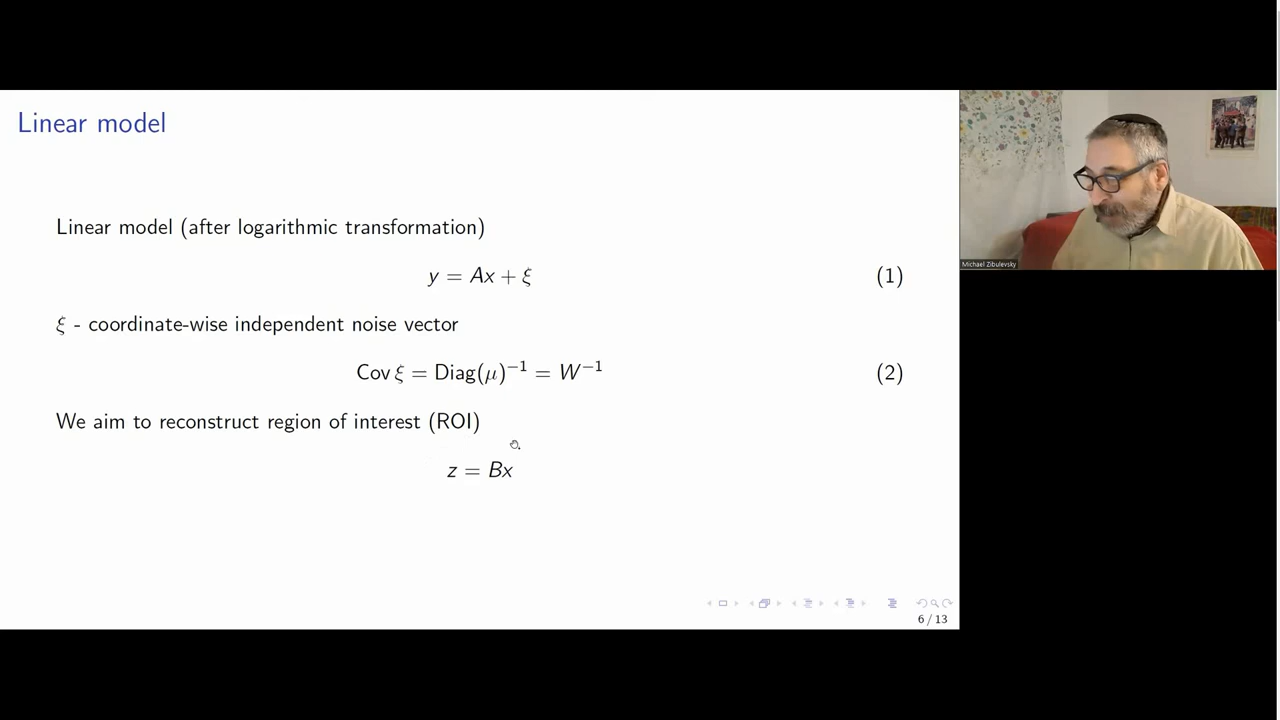 Linear model
Linear model (after logarithmic transformation)
y = Ax + ξ (1)
ξ - coordinate-wise independent noise vector
Cov ξ = Diag(μ)⁻¹ = W⁻¹ (2)
We aim to reconstruct region of interest (ROI)
z = Bx
6 / 13
Michael Zibulevsky